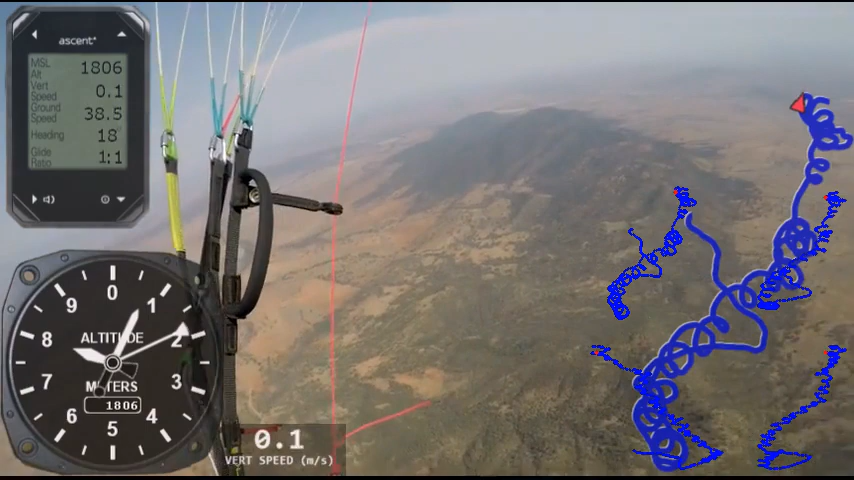 ascent
MSL Alt 1806
Vert Speed 0.1
Ground Speed 38.5
Heading 18
Glide Ratio 1:1
0
9 1
ALTITUDE
8 2
METERS
7 3
1806
6 4
5
0.1
VERT SPEED (m/s)